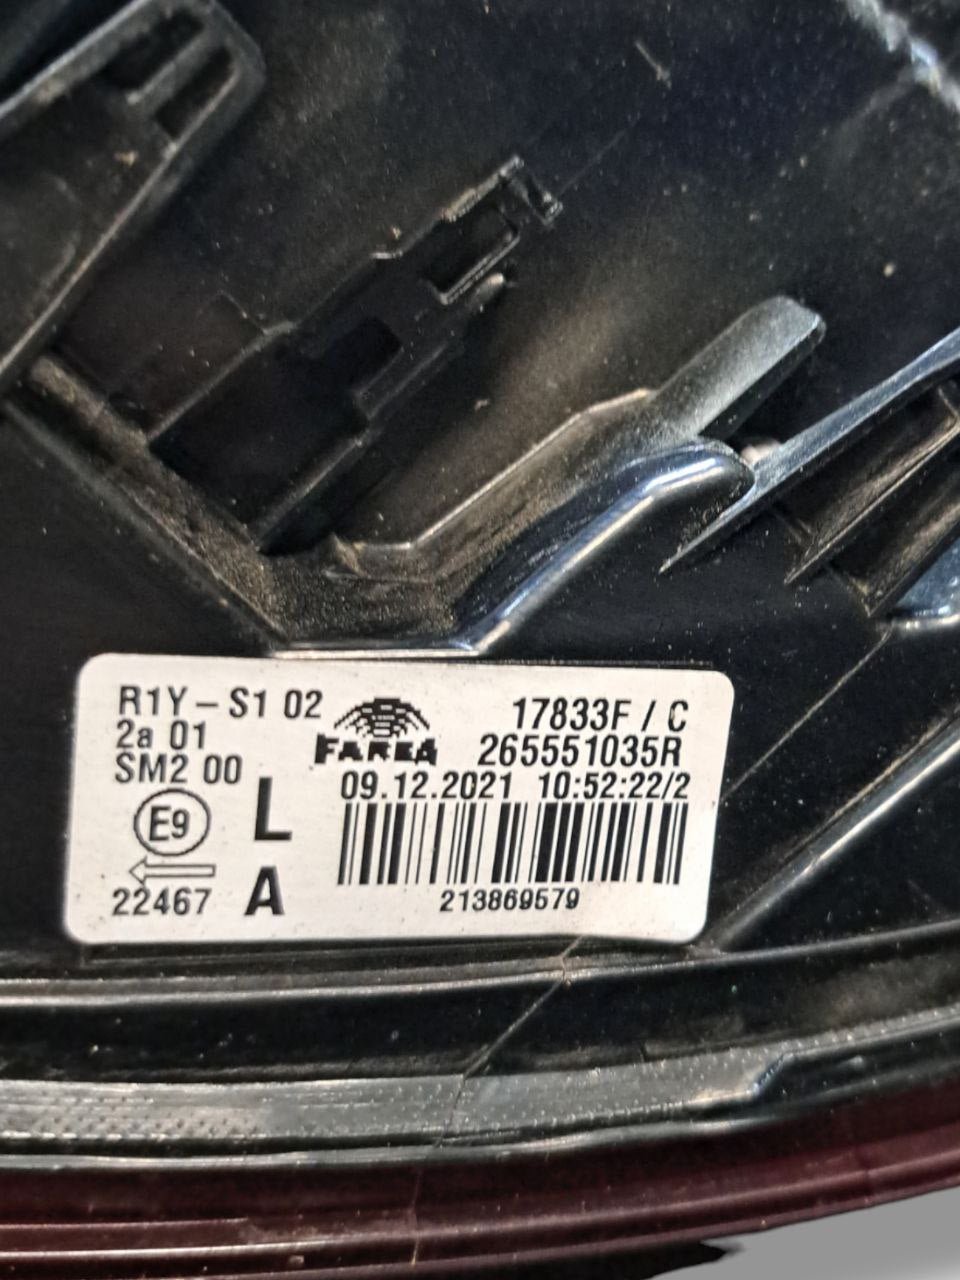 R1Y-S1 02
2a 01
SM2 00
E9
22467
L
A
FARBA
17833F / C
265551035R
09.12.2021 10:52:22/2
213869579